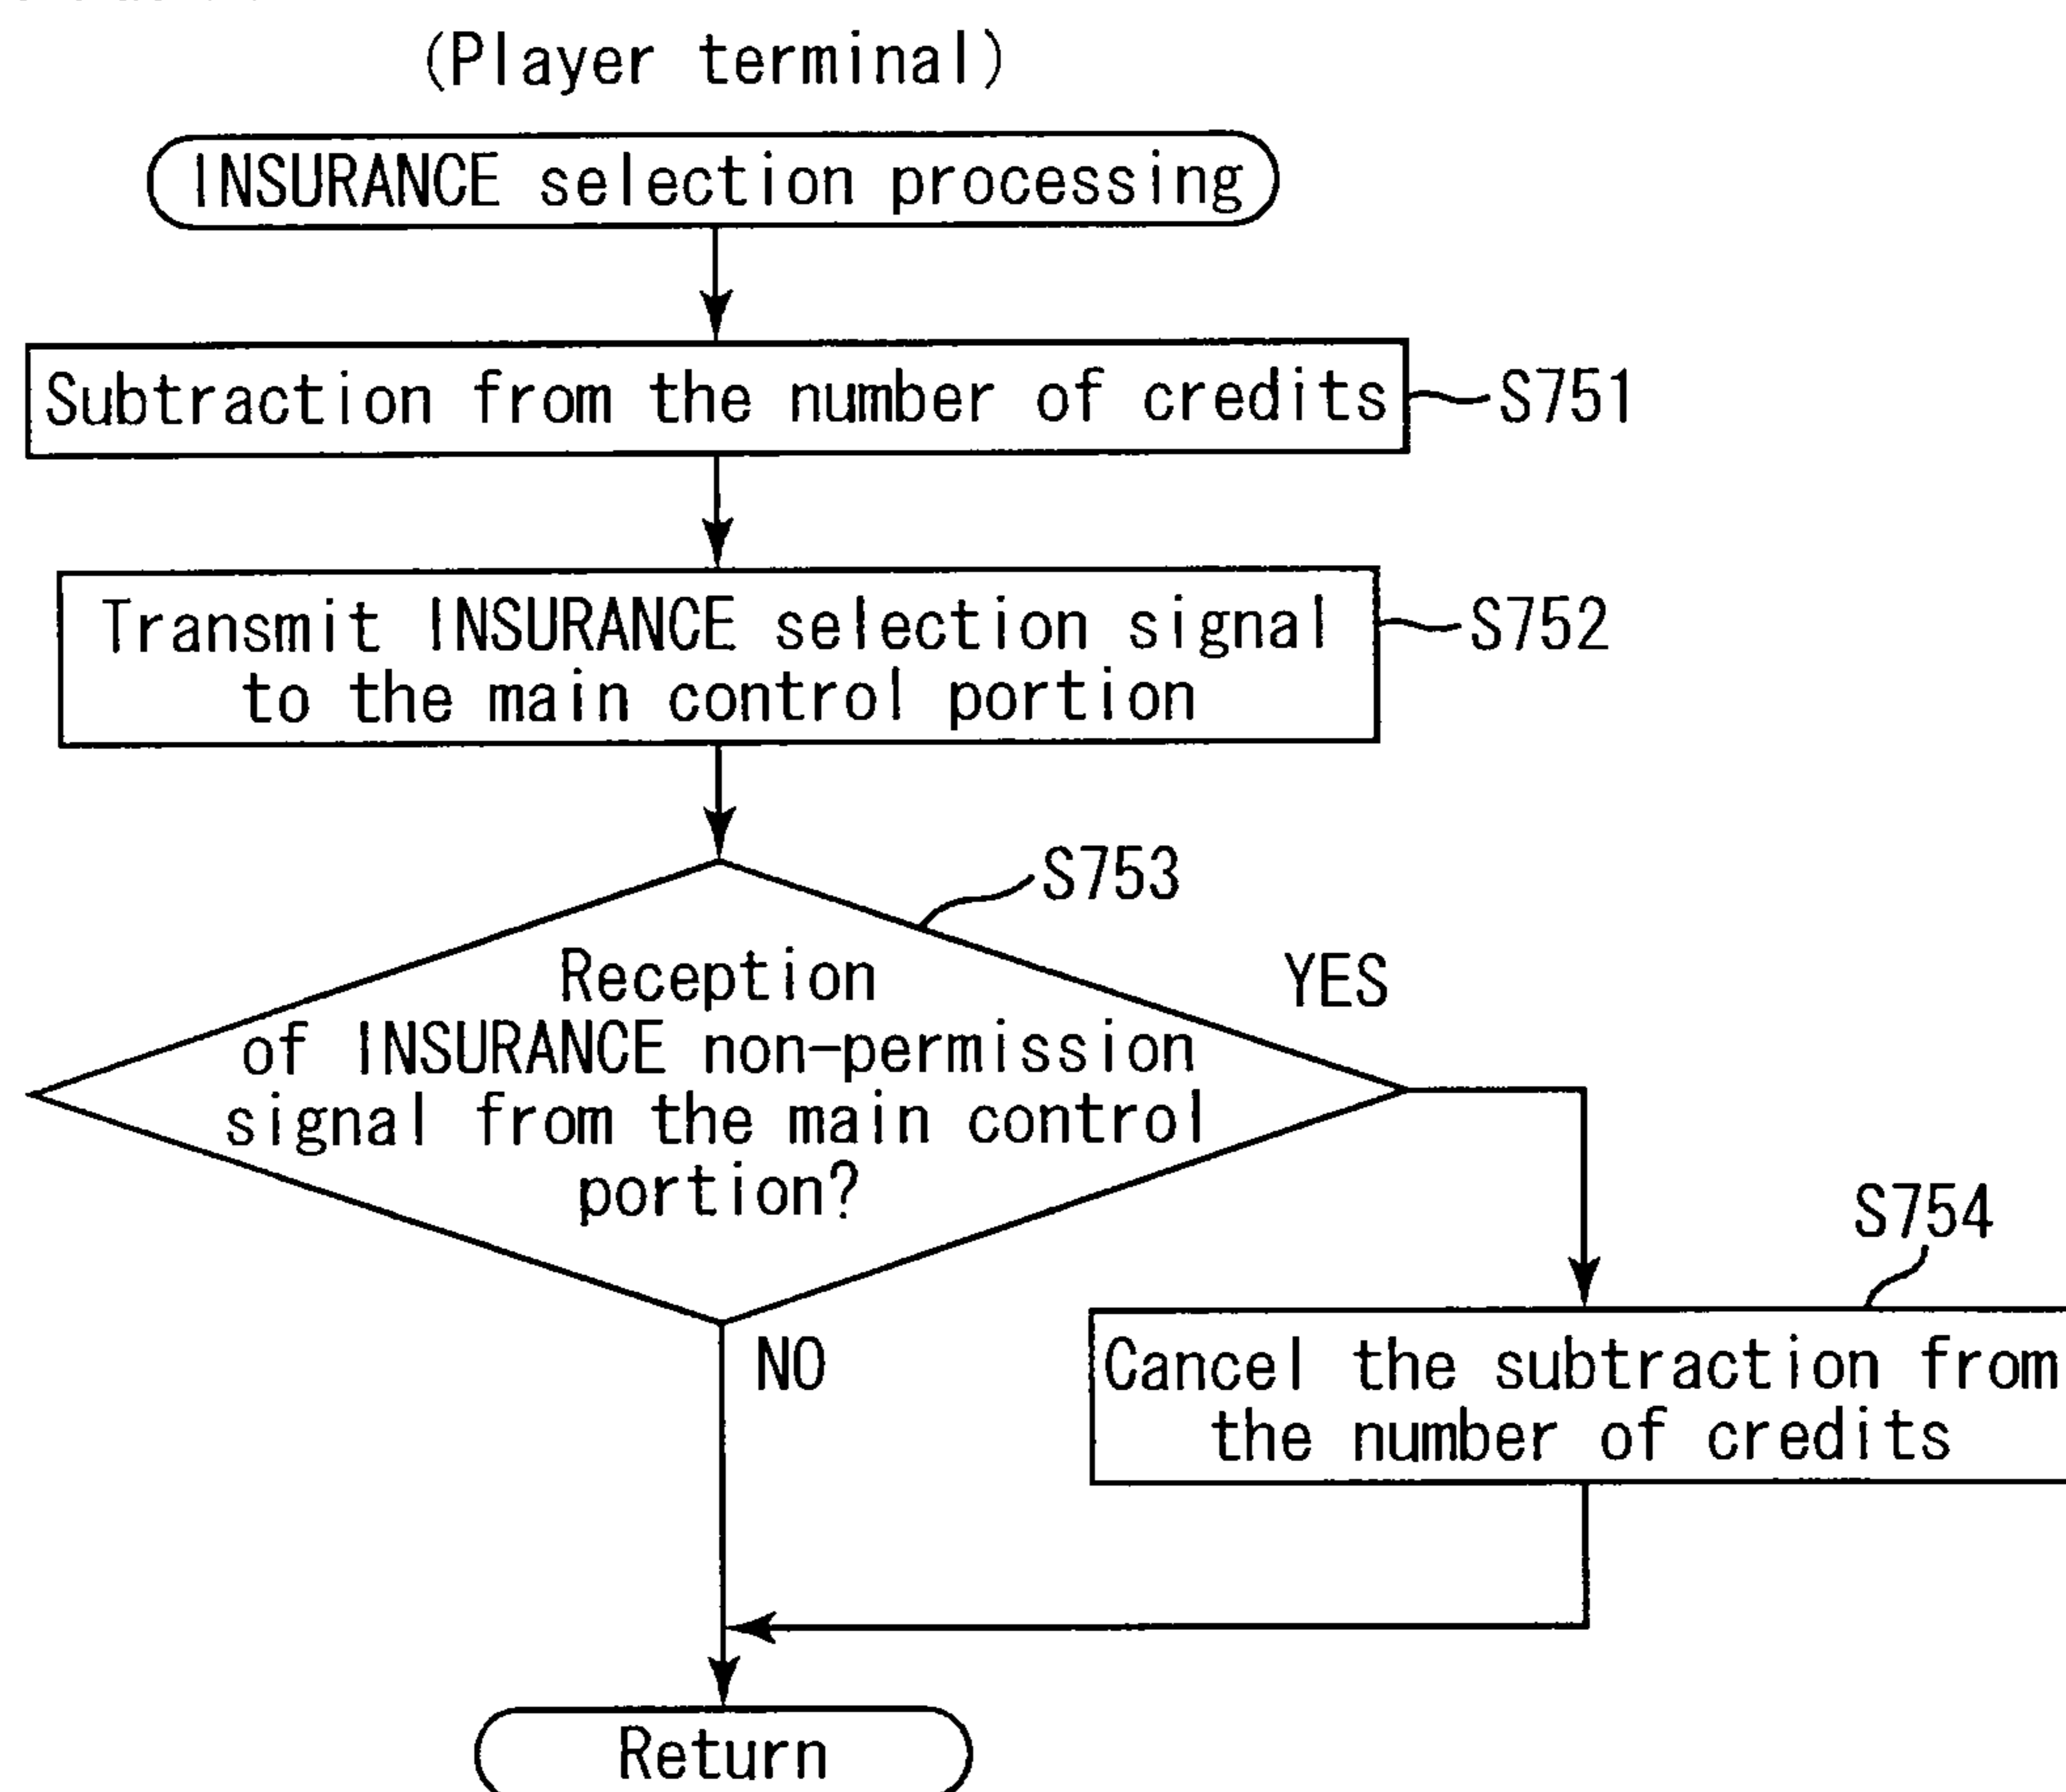 (Player terminal)
INSURANCE selection processing
Subtraction from the number of credits
S751
Transmit INSURANCE selection signal
to the main control portion
S752
S753
Reception
of INSURANCE non-permission
signal from the main control
portion?
YES
NO
S754
Cancel the subtraction from
the number of credits
Return